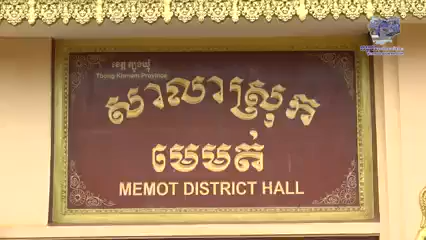 ខេត្ត ត្បូងឃ្មុំ
Tbong Khmum Province
សាលាស្រុក
មេមត់
MEMOT DISTRICT HALL